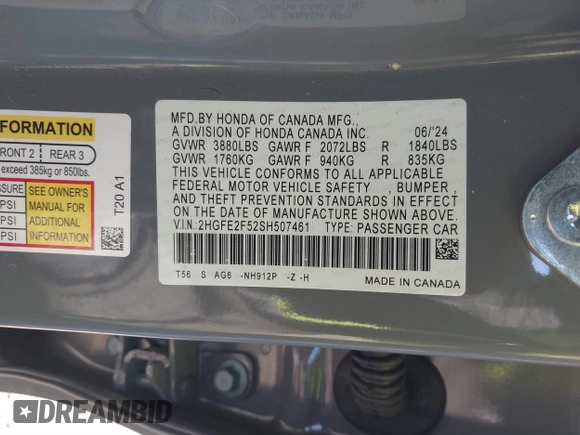 ORMATION
FRONT 2 | REAR 3
exceed 385kg or 850lbs.
SSURE
PSI
PSI
PSI
SEE OWNER'S
MANUAL FOR
ADDITIONAL
INFORMATION
T20 A1
MFD.BY HONDA OF CANADA MFG.,
A DIVISION OF HONDA CANADA INC. 06/'24
GVWR 3880LBS GAWR F 2072LBS R 1840LBS
GVWR 1760KG GAWR F 940KG R 835KG
THIS VEHICLE CONFORMS TO ALL APPLICABLE
FEDERAL MOTOR VEHICLE SAFETY , BUMPER ,
AND THEFT PREVENTION STANDARDS IN EFFECT
ON THE DATE OF MANUFACTURE SHOWN ABOVE.
V.I.N.:2HGFE2F52SH507461 TYPE: PASSENGER CAR
T56 S AG6 -NH912P -Z -H
MADE IN CANADA
DREAMBID